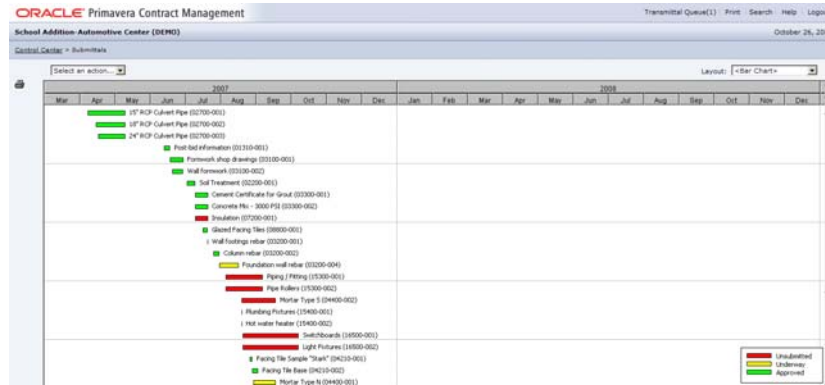 ORACLE Primavera Contract Management
Transmittal Queue(1) Print Search Help Logo
School Addition-Automotive Center (DEMO)
October 26, 20
Control Center > Submittals
Select an action...
Layout: <Bar Chart>
2007 2008
Mar Apr May Jun Jul Aug Sep Oct Nov Dec Jan Feb Mar Apr May Jun Jul Aug Sep Oct Nov Dec
15" RCP Culvert Pipe (02700-001)
18" RCP Culvert Pipe (02700-002)
24" RCP Culvert Pipe (02700-003)
Post-bid information (01310-001)
Formwork shop drawings (03100-001)
Wall formwork (03100-002)
Soil Treatment (02200-001)
Cement Certificate for Grout (03300-001)
Concrete Mix - 3000 PSI (03300-002)
Insulation (07200-001)
Glazed Facing Tiles (08800-001)
Wall footings rebar (03200-001)
Column rebar (03200-002)
Foundation wall rebar (03200-004)
Piping / Fitting (15300-001)
Pipe Rollers (15300-002)
Mortar Type S (04400-002)
Plumbing Fixtures (15400-001)
Hot water heater (15400-002)
Switchboards (16500-001)
Light Fixtures (16500-002)
Facing Tile Sample "Stark" (04210-001)
Facing Tile Base (04210-002)
Mortar Type N (04400-001)
Unsubmitted
Underway
Approved